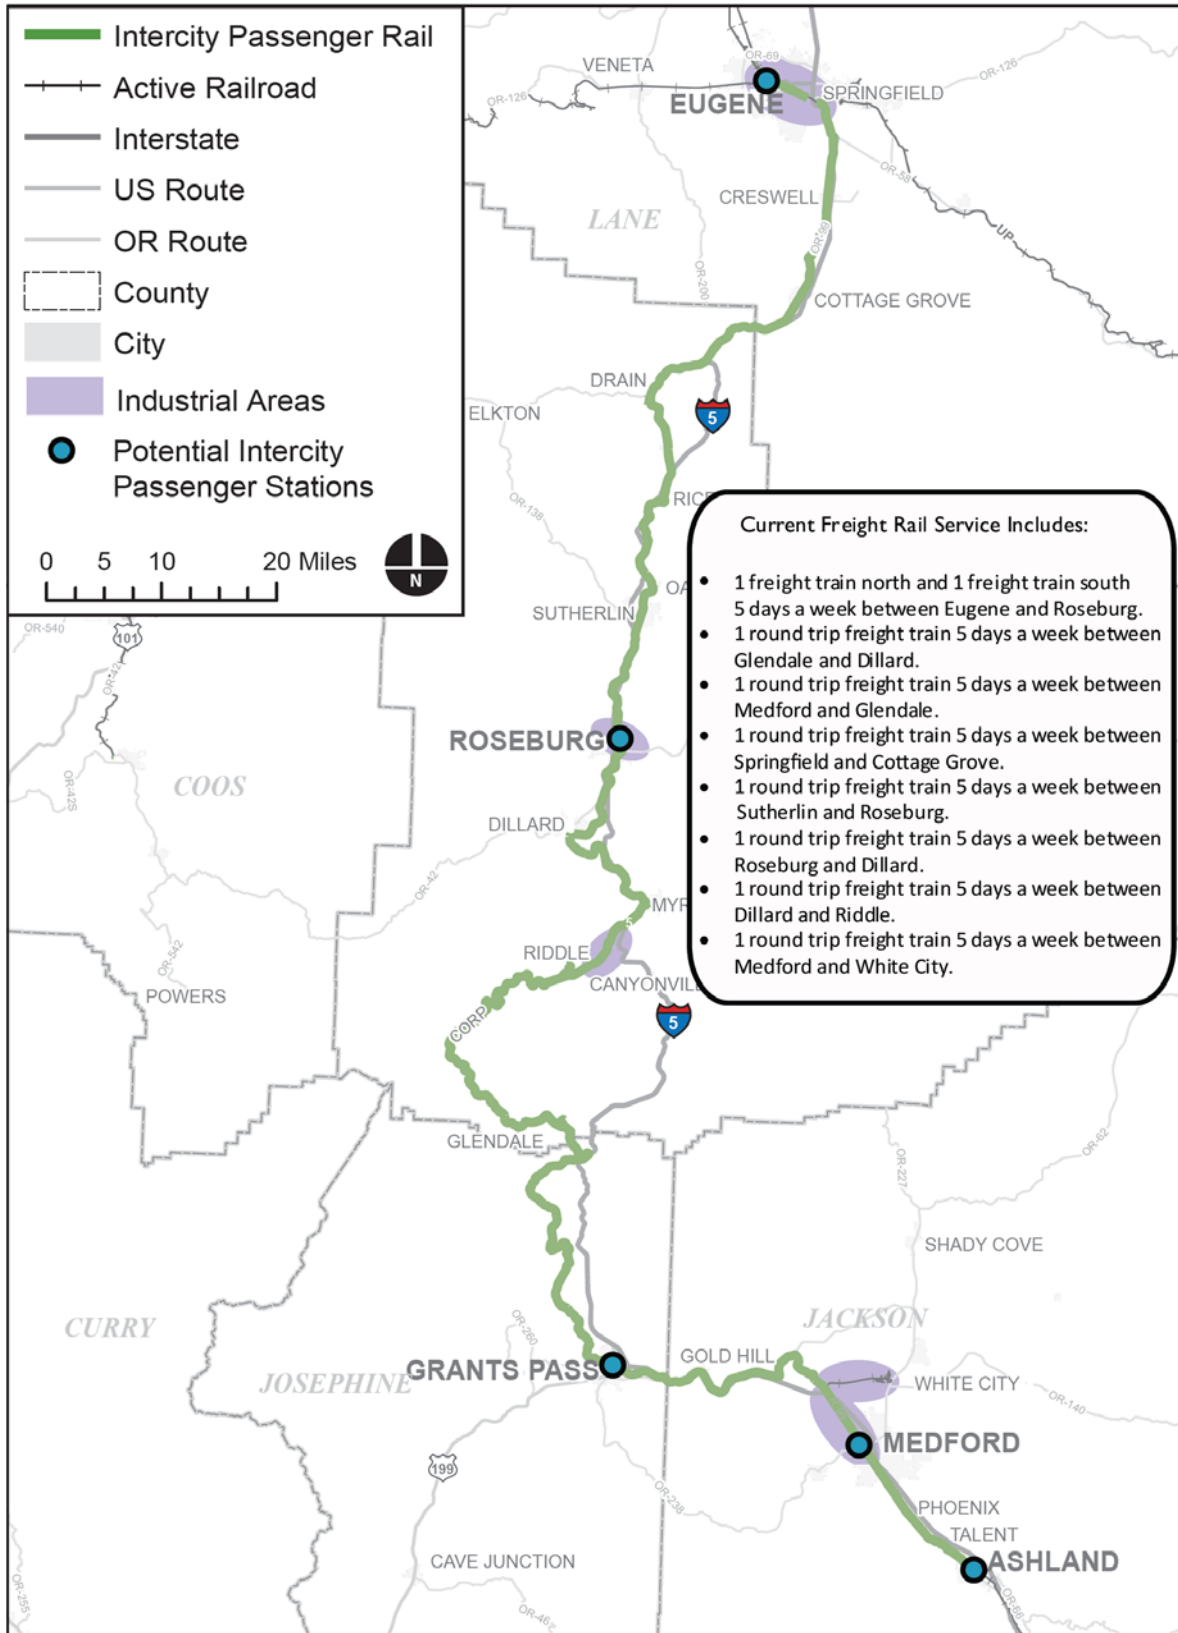 Intercity Passenger Rail
Active Railroad
Interstate
US Route
OR Route
County
City
Industrial Areas
Potential Intercity
Passenger Stations
0 5 10 20 Miles
N
OR-69
VENETA
OR-126
SPRINGFIELD
EUGENE
OR-126
OR-58
CRESWELL
LANE
UP
OR-99
OR-200
COTTAGE GROVE
DRAIN
ELKTON
5
OR-138
RICE
OA
SUTHERLIN
OR-540
101
OR-42
ROSEBURG
COOS
OR-42S
DILLARD
OR-42
MYR
5
OR-542
RIDDLE
CANYONVILL
POWERS
CORP
5
GLENDALE
OR-62
OR-227
SHADY COVE
JACKSON
CURRY
OR-260
GOLD HILL
GRANTS PASS
JOSEPHINE
WHITE CITY
OR-140
MEDFORD
199
OR-238
PHOENIX
TALENT
CAVE JUNCTION
ASHLAND
OR-255
OR-46
OR-66
Current Freight Rail Service Includes:
• 1 freight train north and 1 freight train south
5 days a week between Eugene and Roseburg.
• 1 round trip freight train 5 days a week between
Glendale and Dillard.
• 1 round trip freight train 5 days a week between
Medford and Glendale.
• 1 round trip freight train 5 days a week between
Springfield and Cottage Grove.
• 1 round trip freight train 5 days a week between
Sutherlin and Roseburg.
• 1 round trip freight train 5 days a week between
Roseburg and Dillard.
• 1 round trip freight train 5 days a week between
Dillard and Riddle.
• 1 round trip freight train 5 days a week between
Medford and White City.